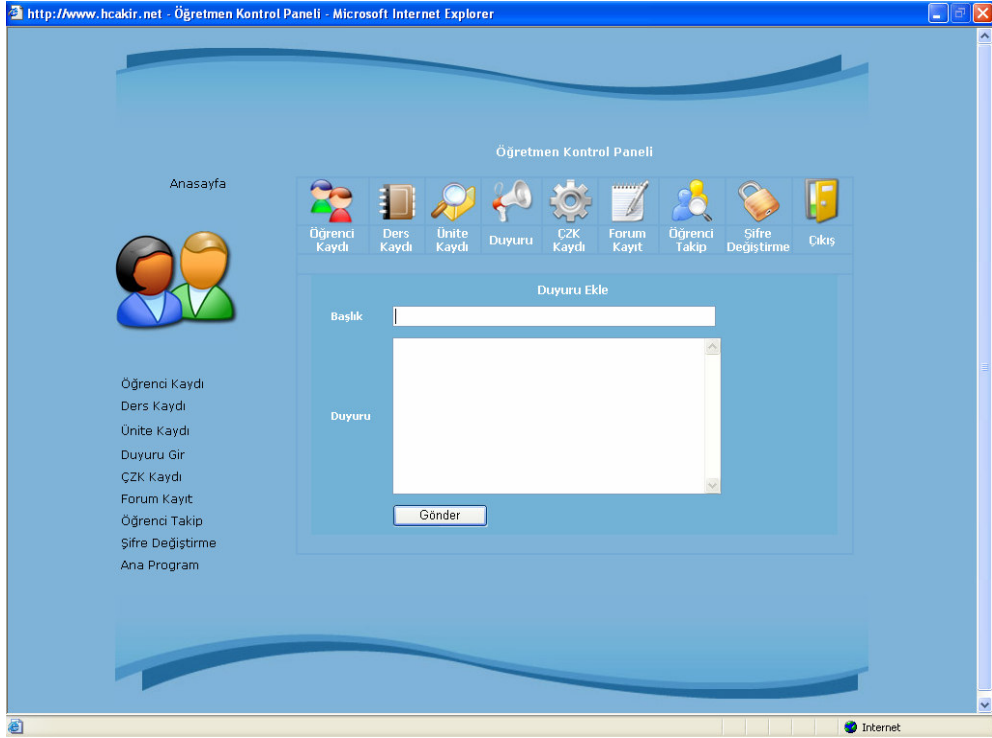 http://www.hcakir.net - Öğretmen Kontrol Paneli - Microsoft Internet Explorer
Öğretmen Kontrol Paneli
Anasayfa
Öğrenci Kaydı
Ders Kaydı
Ünite Kaydı
Duyuru
ÇZK Kaydı
Forum Kayıt
Öğrenci Takip
Şifre Değiştirme
Çıkış
Duyuru Ekle
Başlık
Duyuru
Gönder
Öğrenci Kaydı
Ders Kaydı
Ünite Kaydı
Duyuru Gir
ÇZK Kaydı
Forum Kayıt
Öğrenci Takip
Şifre Değiştirme
Ana Program
Internet